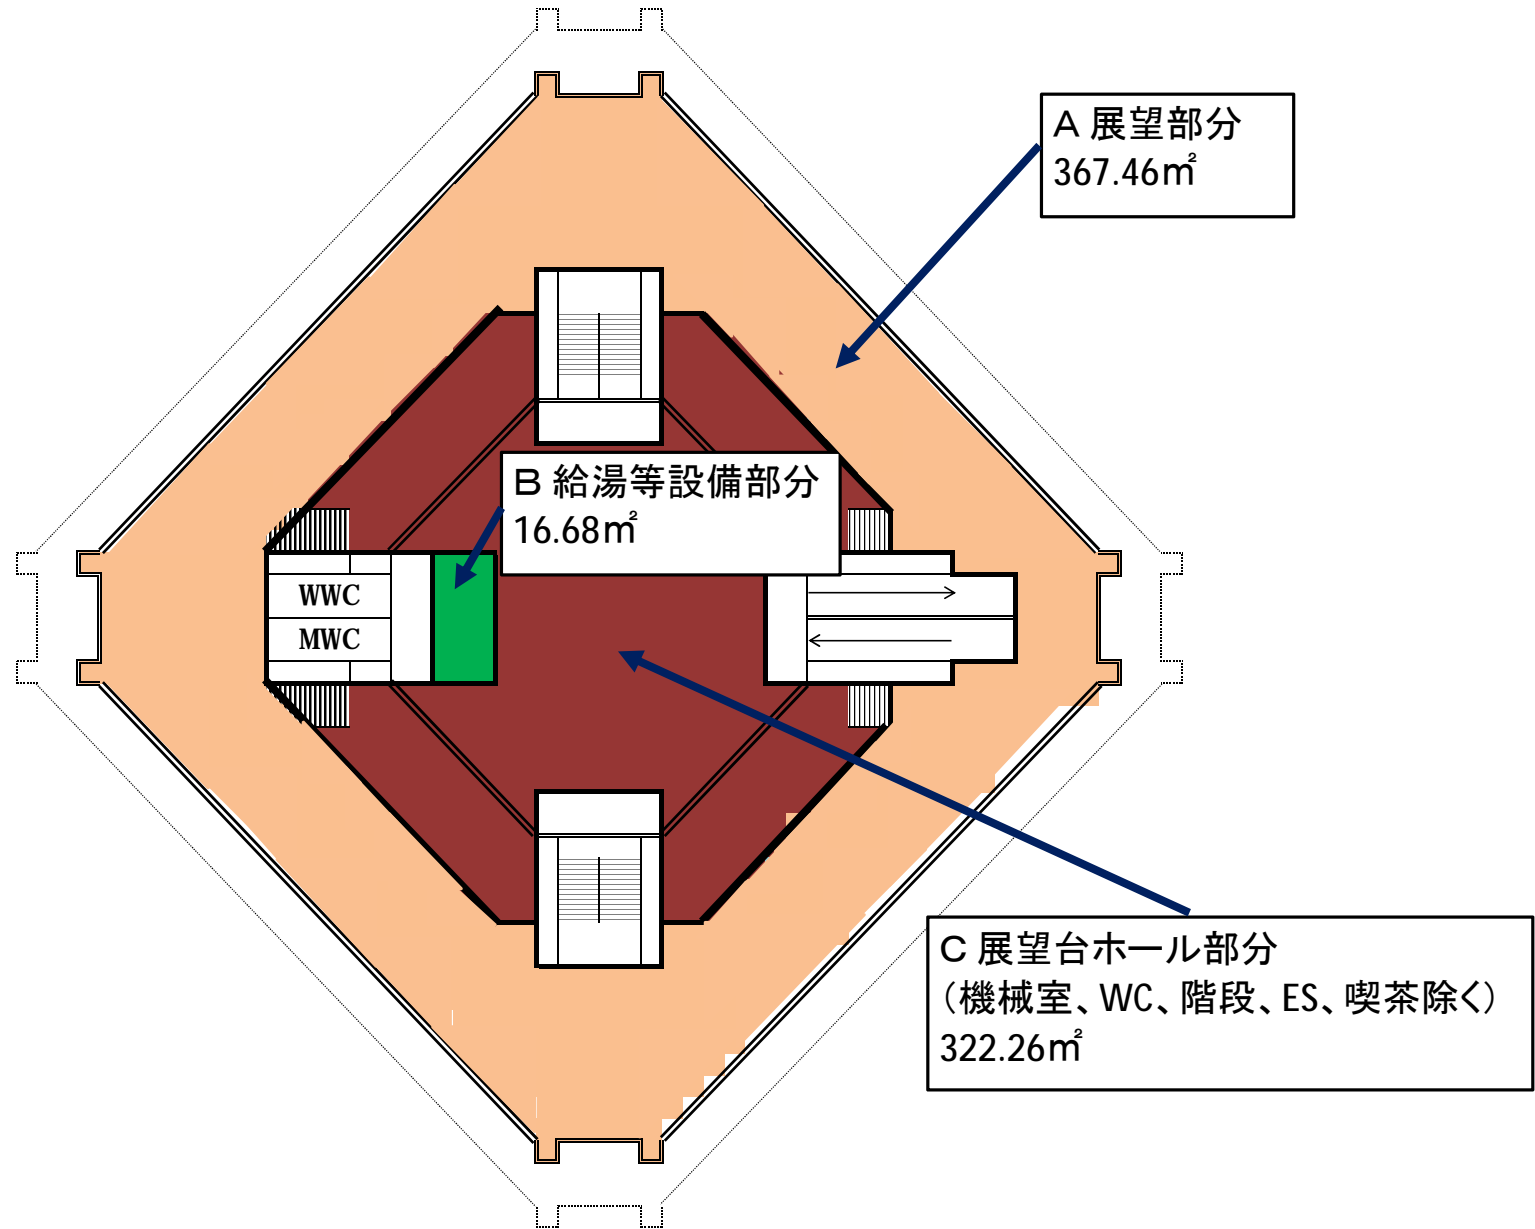 A 展望部分
367.46㎡
B 給湯等設備部分
16.68㎡
WWC
MWC
C 展望台ホール部分
（機械室、WC、階段、ES、喫茶除く）
322.26㎡